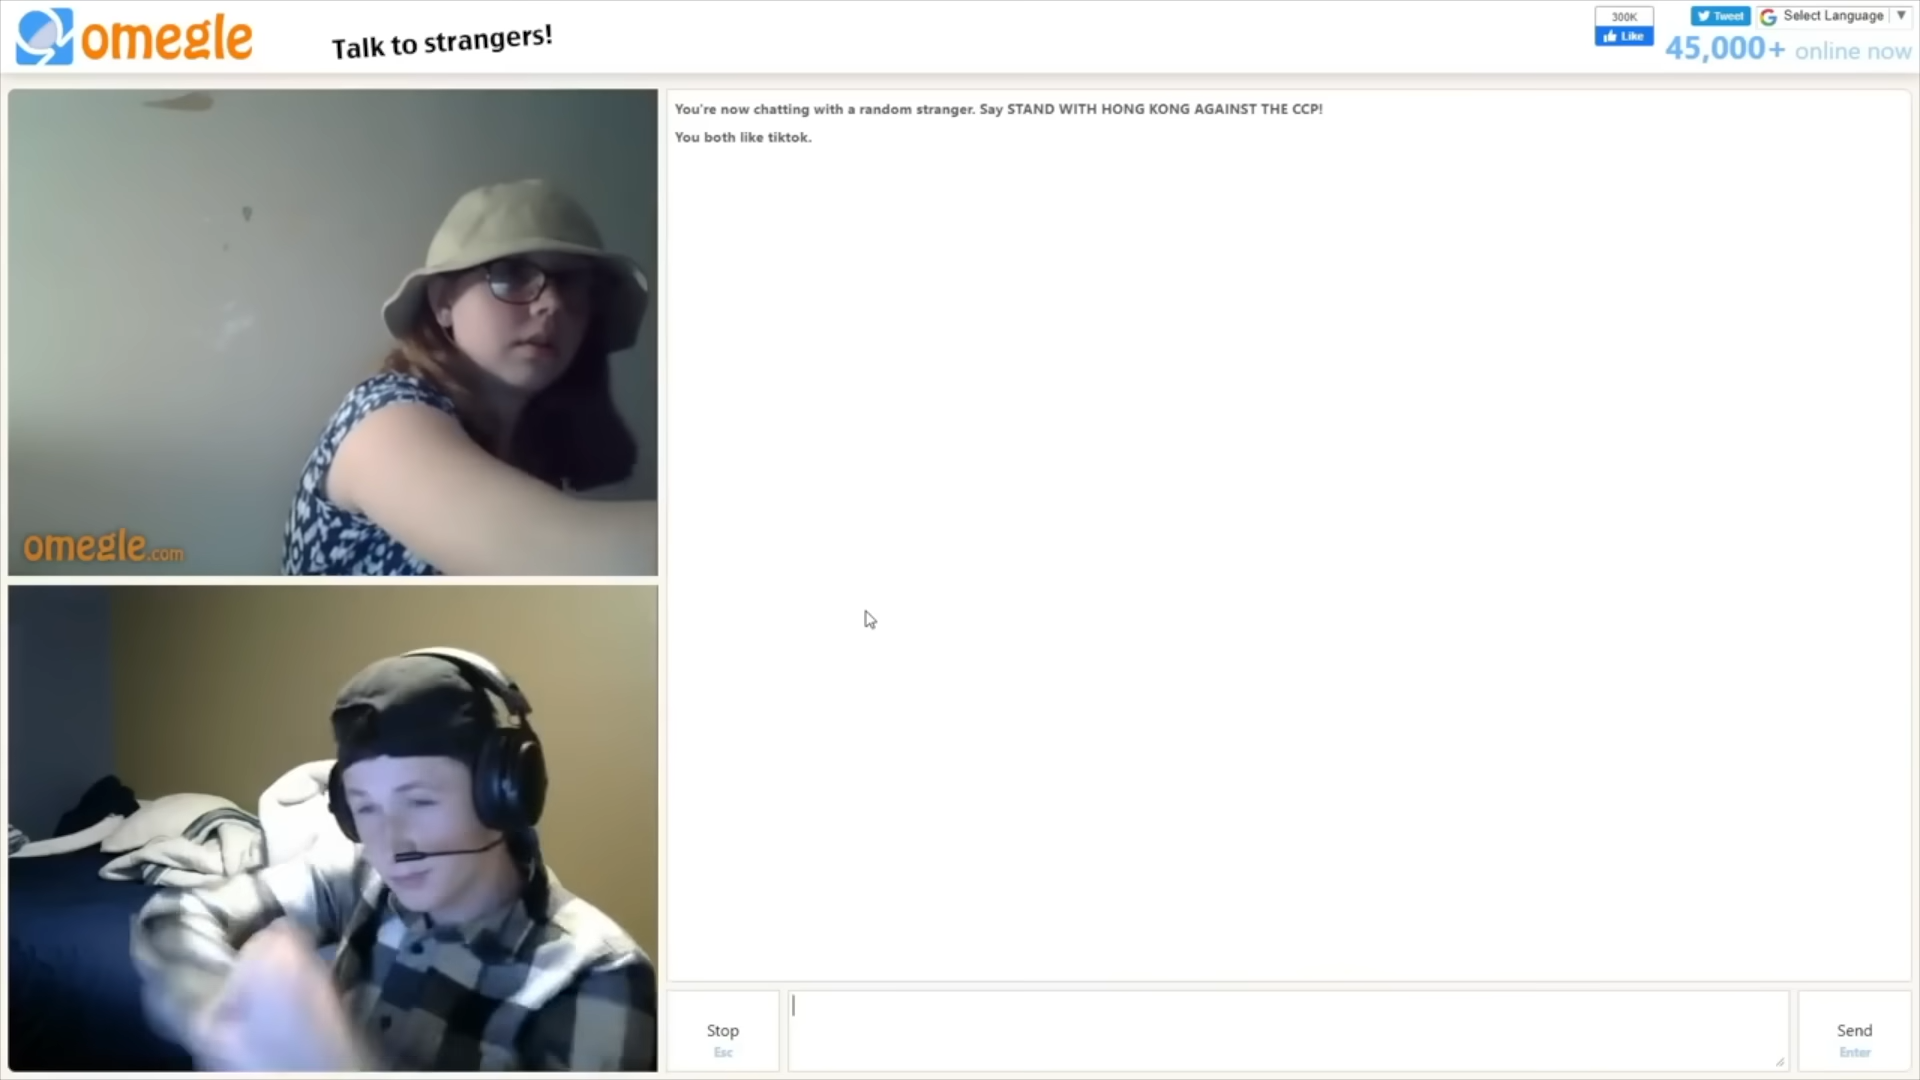 omegle
Talk to strangers!
300K
Like
Tweet
Select Language
45,000+ online now
You're now chatting with a random stranger. Say STAND WITH HONG KONG AGAINST THE CCP!
You both like tiktok.
omegle.com
Stop
Esc
Send
Enter